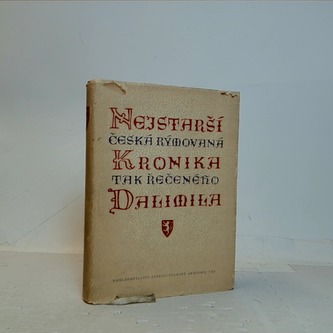 Nejstarší
česká rýmovaná
Kronika
tak řečeného
Dalimila